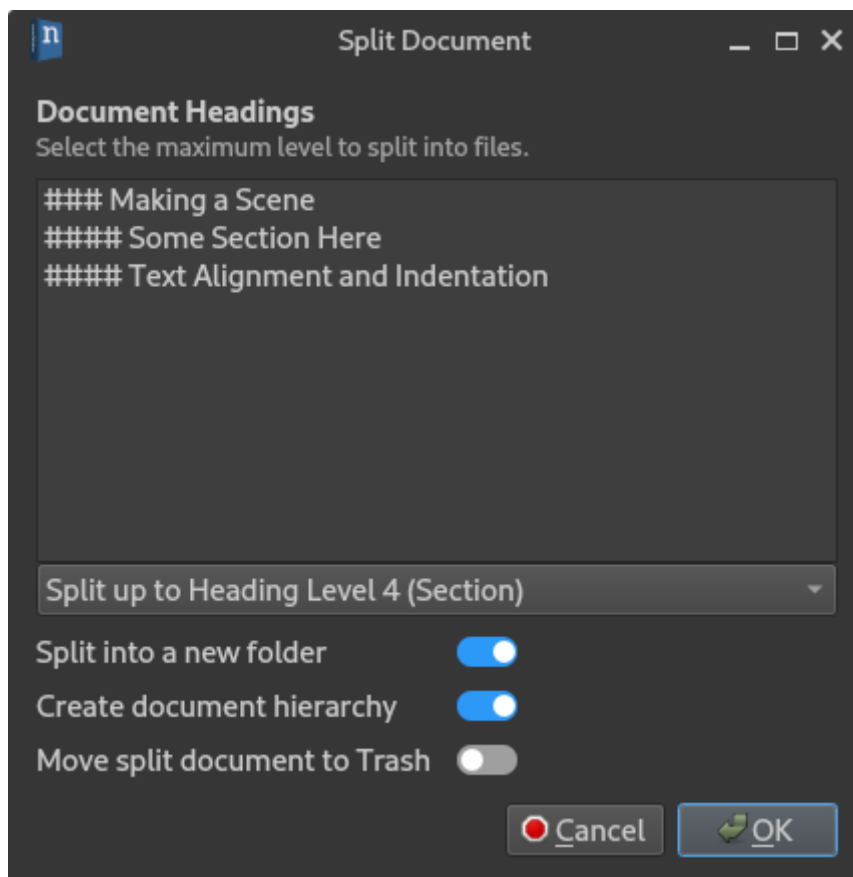 n
Split Document
Document Headings
Select the maximum level to split into files.
### Making a Scene
#### Some Section Here
#### Text Alignment and Indentation
Split up to Heading Level 4 (Section)
Split into a new folder
Create document hierarchy
Move split document to Trash
Cancel
OK